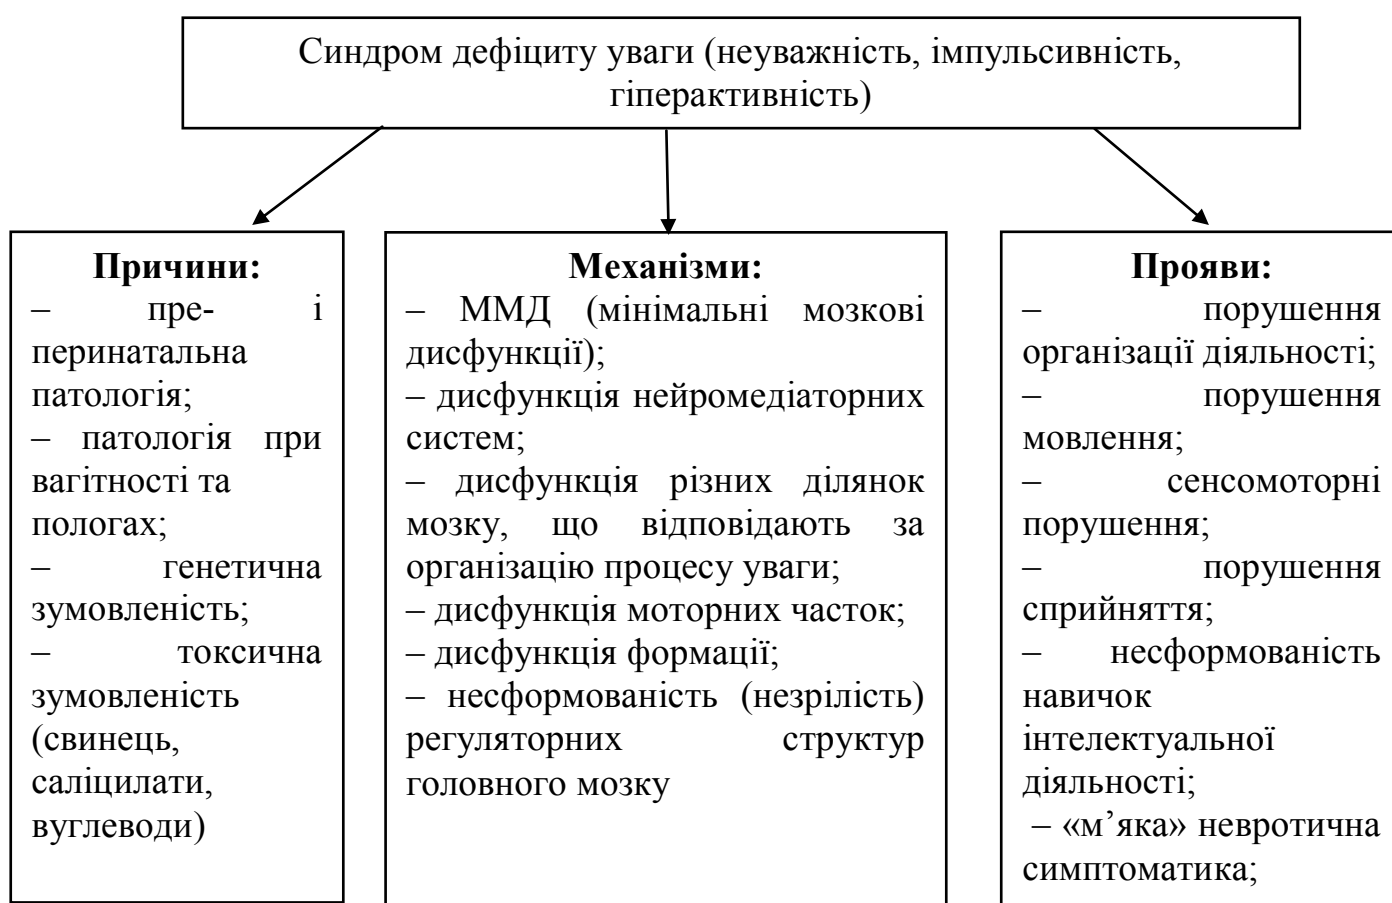 Синдром дефіциту уваги (неуважність, імпульсивність,
гіперактивність)
Причини:
– пре- і
перинатальна
патологія;
– патологія при
вагітності та
пологах;
– генетична
зумовленість;
– токсична
зумовленість
(свинець,
саліцилати,
вуглеводи)
Механізми:
– ММД (мінімальні мозкові
дисфункції);
– дисфункція нейромедіаторних
систем;
– дисфункція різних ділянок
мозку, що відповідають за
організацію процесу уваги;
– дисфункція моторних часток;
– дисфункція формації;
– несформованість (незрілість)
регуляторних структур
головного мозку
Прояви:
– порушення
організації діяльності;
– порушення
мовлення;
– сенсомоторні
порушення;
– порушення
сприйняття;
– несформованість
навичок
інтелектуальної
діяльності;
– «м’яка» невротична
симптоматика;